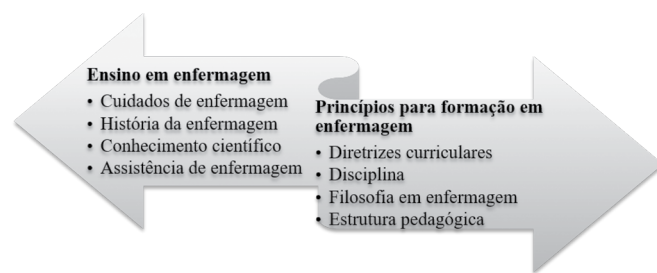 Ensino em enfermagem
• Cuidados de enfermagem
• História da enfermagem
• Conhecimento científico
• Assistência de enfermagem
Princípios para formação em
enfermagem
• Diretrizes curriculares
• Disciplina
• Filosofia em enfermagem
• Estrutura pedagógica